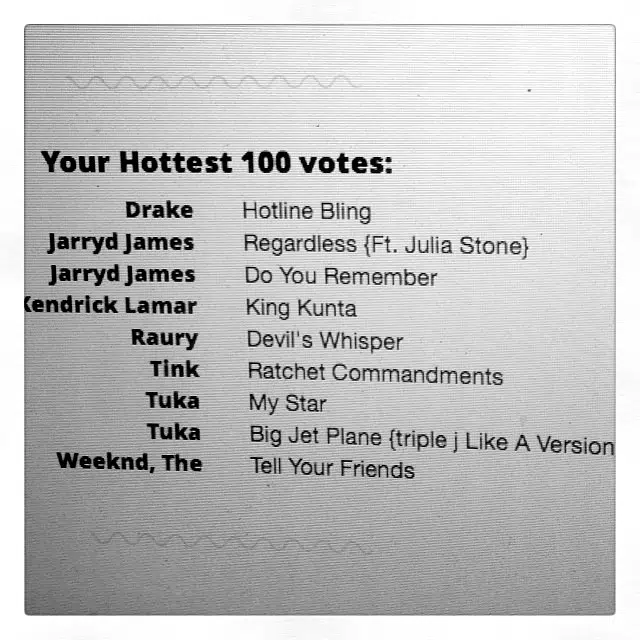 Your Hottest 100 votes:
Drake Hotline Bling
Jarryd James Regardless {Ft. Julia Stone}
Jarryd James Do You Remember
Kendrick Lamar King Kunta
Raury Devil's Whisper
Tink Ratchet Commandments
Tuka My Star
Tuka Big Jet Plane {triple j Like A Version
Weeknd, The Tell Your Friends